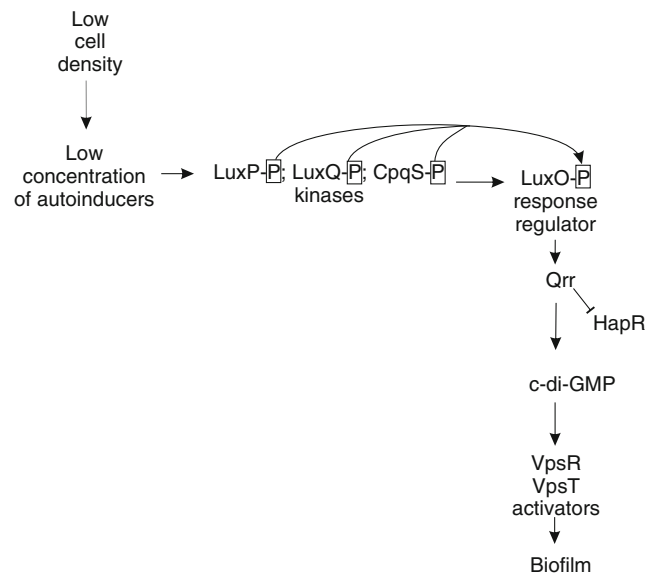 Low
cell
density
Low
concentration
of autoinducers
LuxP-P; LuxQ-P; CpqS-P
kinases
LuxO-P
response
regulator
Qrr
HapR
c-di-GMP
VpsR
VpsT
activators
Biofilm